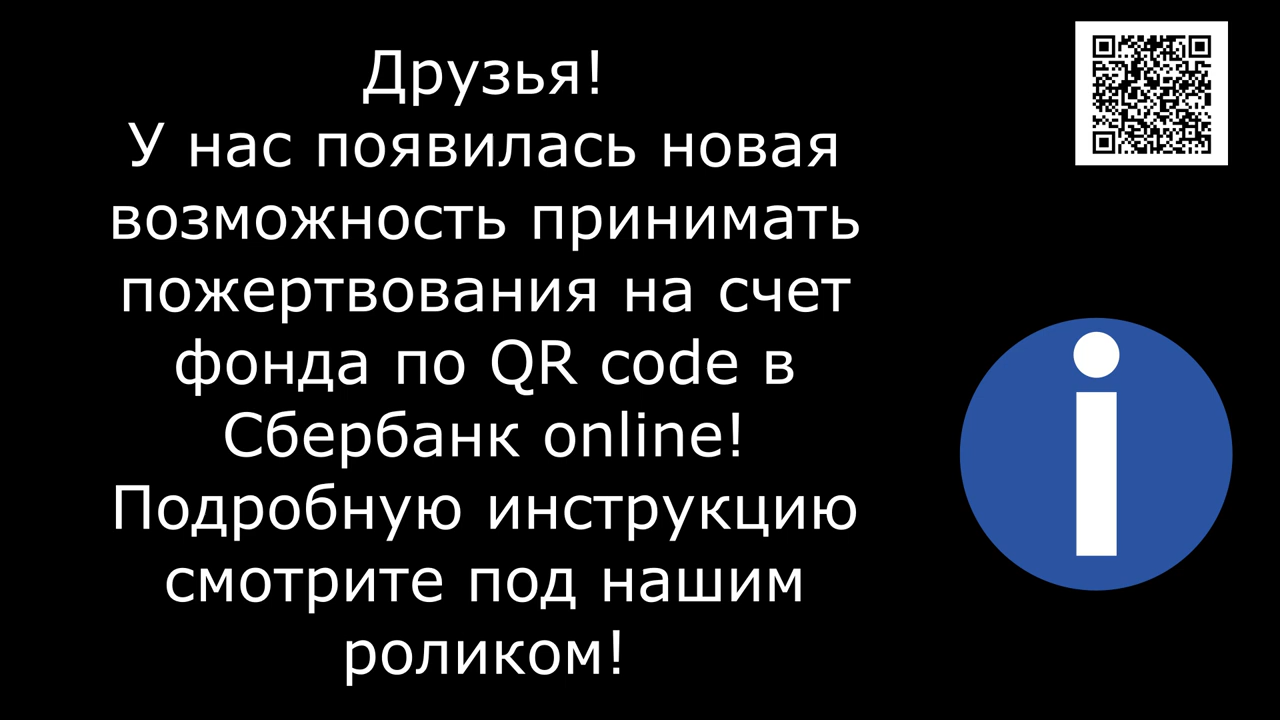 Друзья!
У нас появилась новая
возможность принимать
пожертвования на счет
фонда по QR code в
Сбербанк online!
Подробную инструкцию
смотрите под нашим
роликом!
i